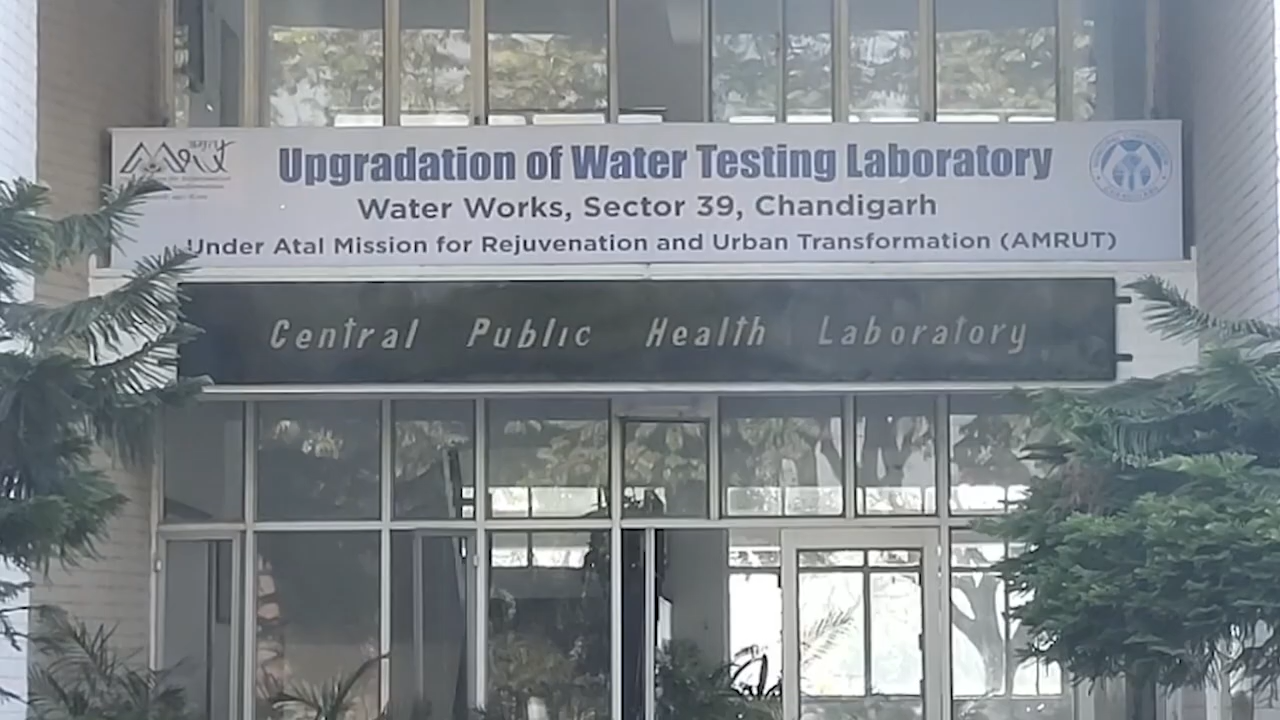 Upgradation of Water Testing Laboratory
Water Works, Sector 39, Chandigarh
Under Atal Mission for Rejuvenation and Urban Transformation (AMRUT)
Central Public Health Laboratory